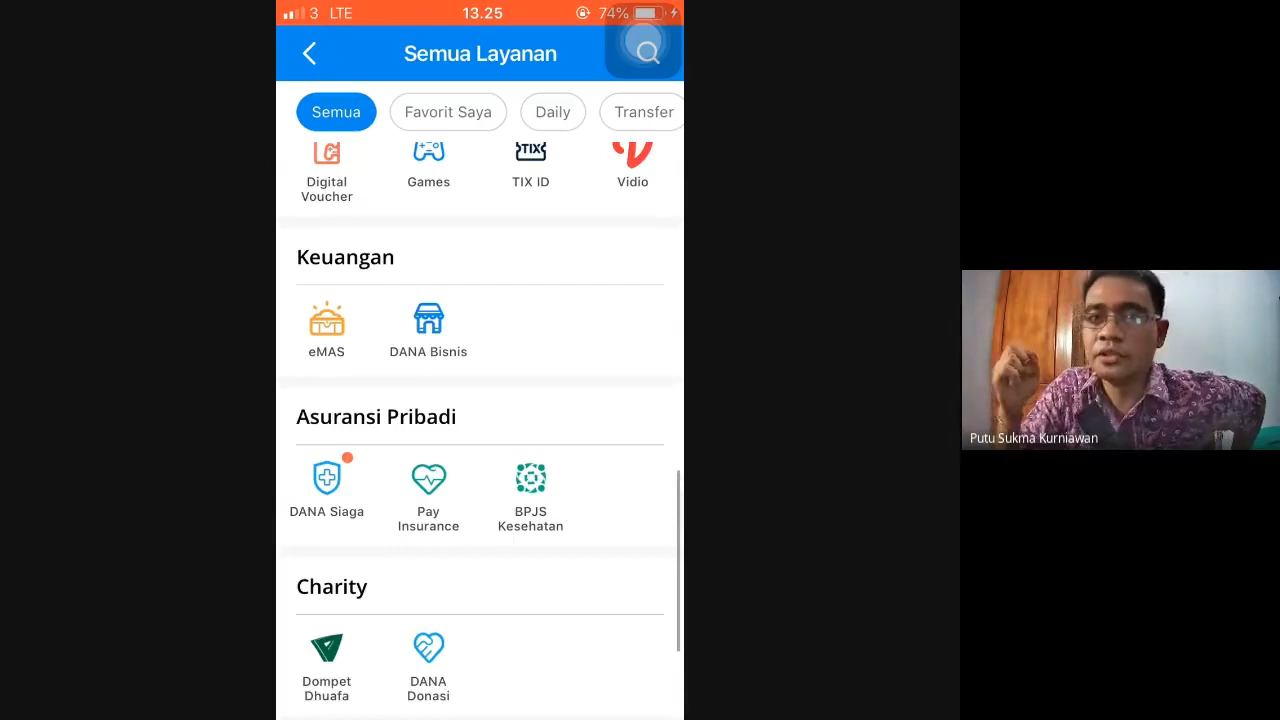 3 LTE 13.25 74%
Semua Layanan
Semua Favorit Saya Daily Transfer
TIX
Digital Voucher Games TIX ID Vidio
Keuangan
eMAS DANA Bisnis
Asuransi Pribadi
DANA Siaga Pay Insurance BPJS Kesehatan
Charity
Dompet Dhuafa DANA Donasi
Putu Sukma Kurniawan